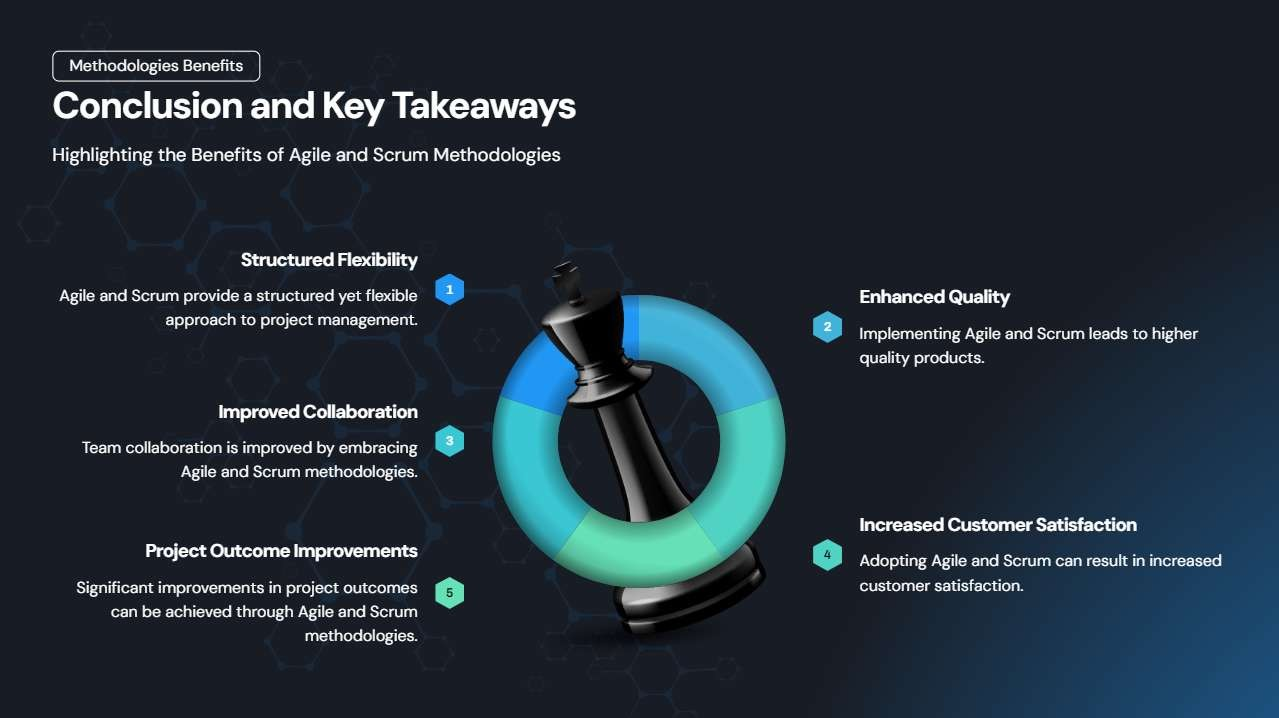 Methodologies Benefits
Conclusion and Key Takeaways
Highlighting the Benefits of Agile and Scrum Methodologies
Structured Flexibility
1
Agile and Scrum provide a structured yet flexible
approach to project management.
Enhanced Quality
2
Implementing Agile and Scrum leads to higher
quality products.
Improved Collaboration
3
Team collaboration is improved by embracing
Agile and Scrum methodologies.
Increased Customer Satisfaction
4
Adopting Agile and Scrum can result in increased
customer satisfaction.
Project Outcome Improvements
5
Significant improvements in project outcomes
can be achieved through Agile and Scrum
methodologies.